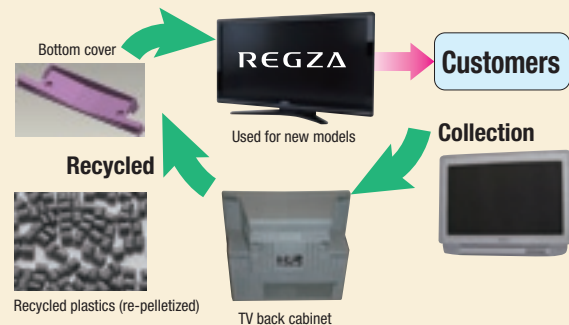 Bottom cover
REGZA
Customers
Used for new models
Collection
Recycled
Recycled plastics (re-pelletized)
TV back cabinet